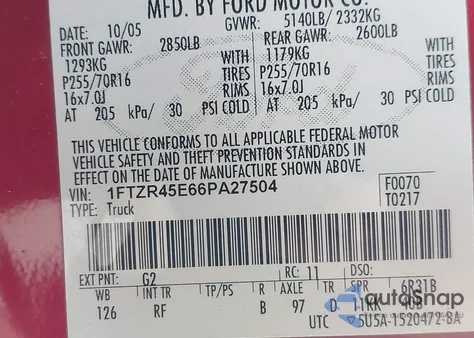 MFD. BY FORD MOTOR CO.
DATE: 10/05 GVWR: 5140LB/ 2332KG
FRONT GAWR: 2850LB REAR GAWR: 2600LB
1293KG WITH 1179KG WITH
P255/70R16 TIRES P255/70R16 TIRES
16x7.0J RIMS 16x7.0J RIMS
AT 205 kPa/ 30 PSI COLD AT 205 kPa/ 30 PSI COLD
THIS VEHICLE CONFORMS TO ALL APPLICABLE FEDERAL MOTOR
VEHICLE SAFETY AND THEFT PREVENTION STANDARDS IN
EFFECT ON THE DATE OF MANUFACTURE SHOWN ABOVE.
VIN: 1FTZR45E66PA27504 F0070
TYPE: Truck T0217
EXT PNT: G2 RC: 11 DSO:
WB INT TR TP/PS R AXLE TR SPR 6R31B
126 RF B 97 D 11KK 40B
UTC 5U5A-1520472-BA
autosnap
Ford